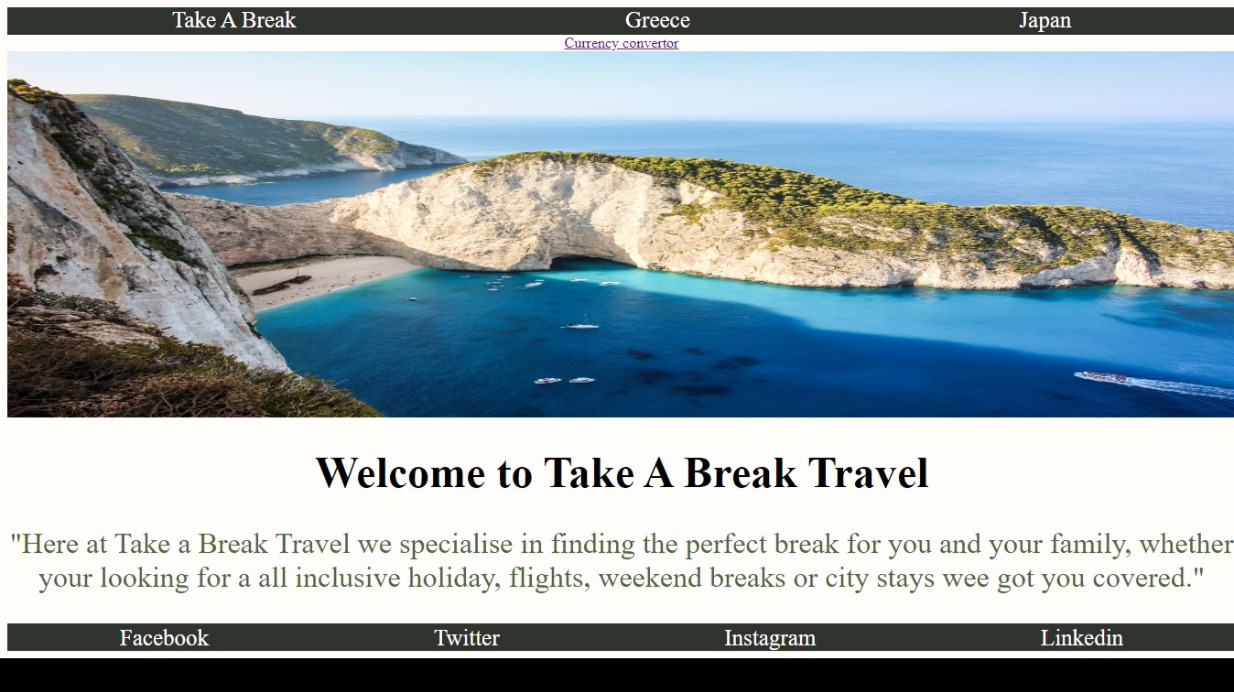 Take A Break Greece Japan
Currency convertor
Welcome to Take A Break Travel
"Here at Take a Break Travel we specialise in finding the perfect break for you and your family, whether
your looking for a all inclusive holiday, flights, weekend breaks or city stays wee got you covered."
Facebook Twitter Instagram Linkedin